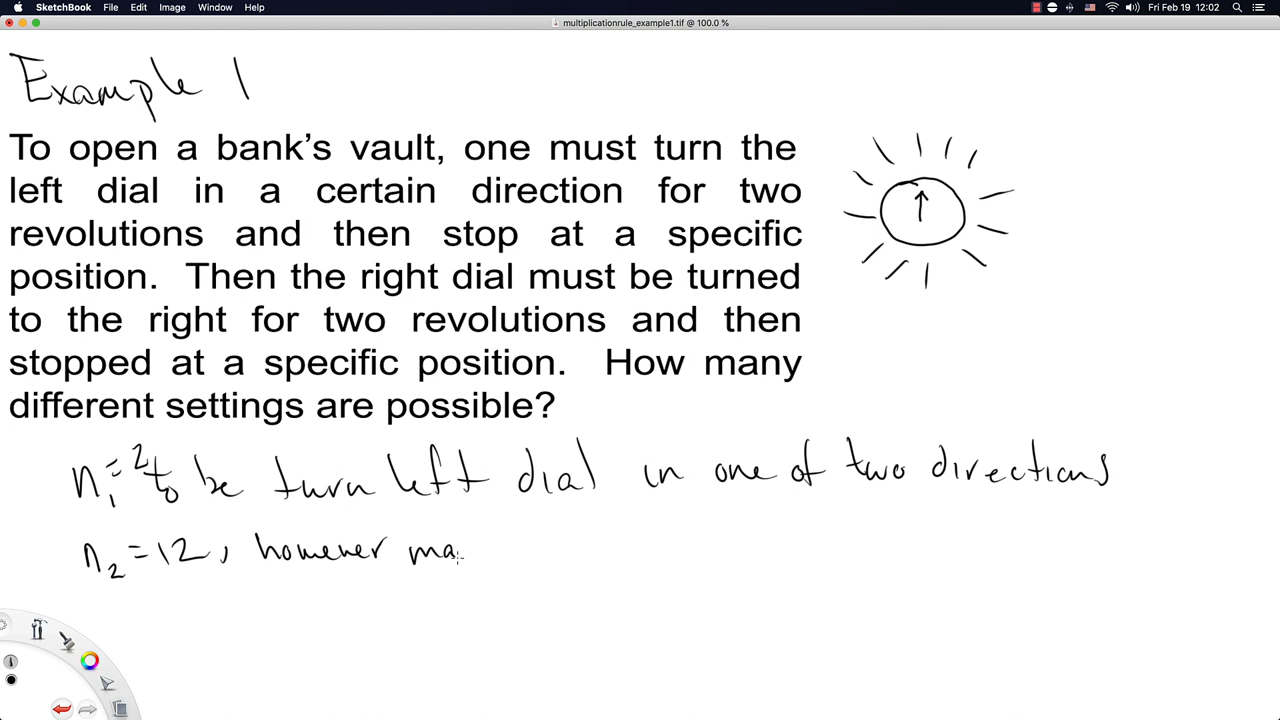 SketchBook File Edit Image Window Help Fri Feb 19 12:02
multiplicationrule_example1.tif @ 100.0 %
Example 1
To open a bank's vault, one must turn the
left dial in a certain direction for two
revolutions and then stop at a specific
position. Then the right dial must be turned
to the right for two revolutions and then
stopped at a specific position. How many
different settings are possible?
n₁=2 to be turn left dial in one of two directions
n₂=12, however ma